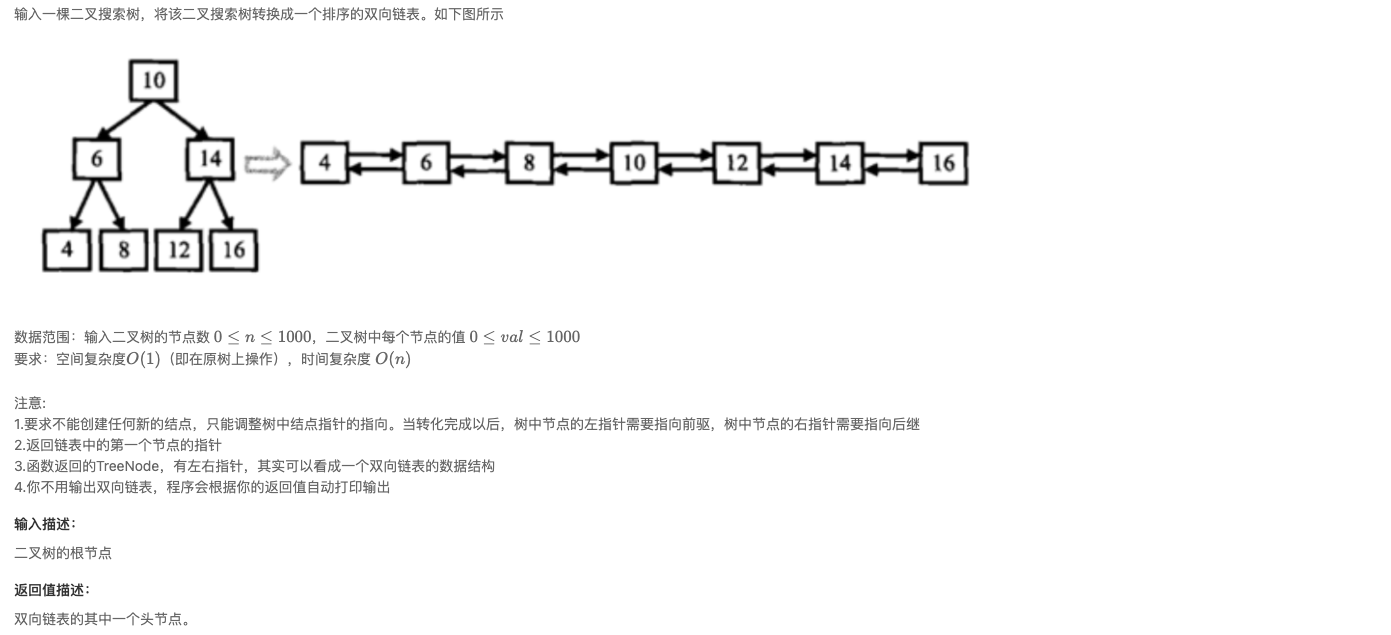 输入一棵二叉搜索树，将该二叉搜索树转换成一个排序的双向链表。如下图所示
10
6 14
4 6 8 10 12 14 16
4 8 12 16
数据范围：输入二叉树的节点数 0 ≤ n ≤ 1000，二叉树中每个节点的值 0 ≤ val ≤ 1000
要求：空间复杂度O(1)（即在原树上操作），时间复杂度 O(n)
注意:
1.要求不能创建任何新的结点，只能调整树中结点指针的指向。当转化完成以后，树中节点的左指针需要指向前驱，树中节点的右指针需要指向后继
2.返回链表中的第一个节点的指针
3.函数返回的TreeNode，有左右指针，其实可以看成一个双向链表的数据结构
4.你不用输出双向链表，程序会根据你的返回值自动打印输出
输入描述：
二叉树的根节点
返回值描述：
双向链表的其中一个头节点。